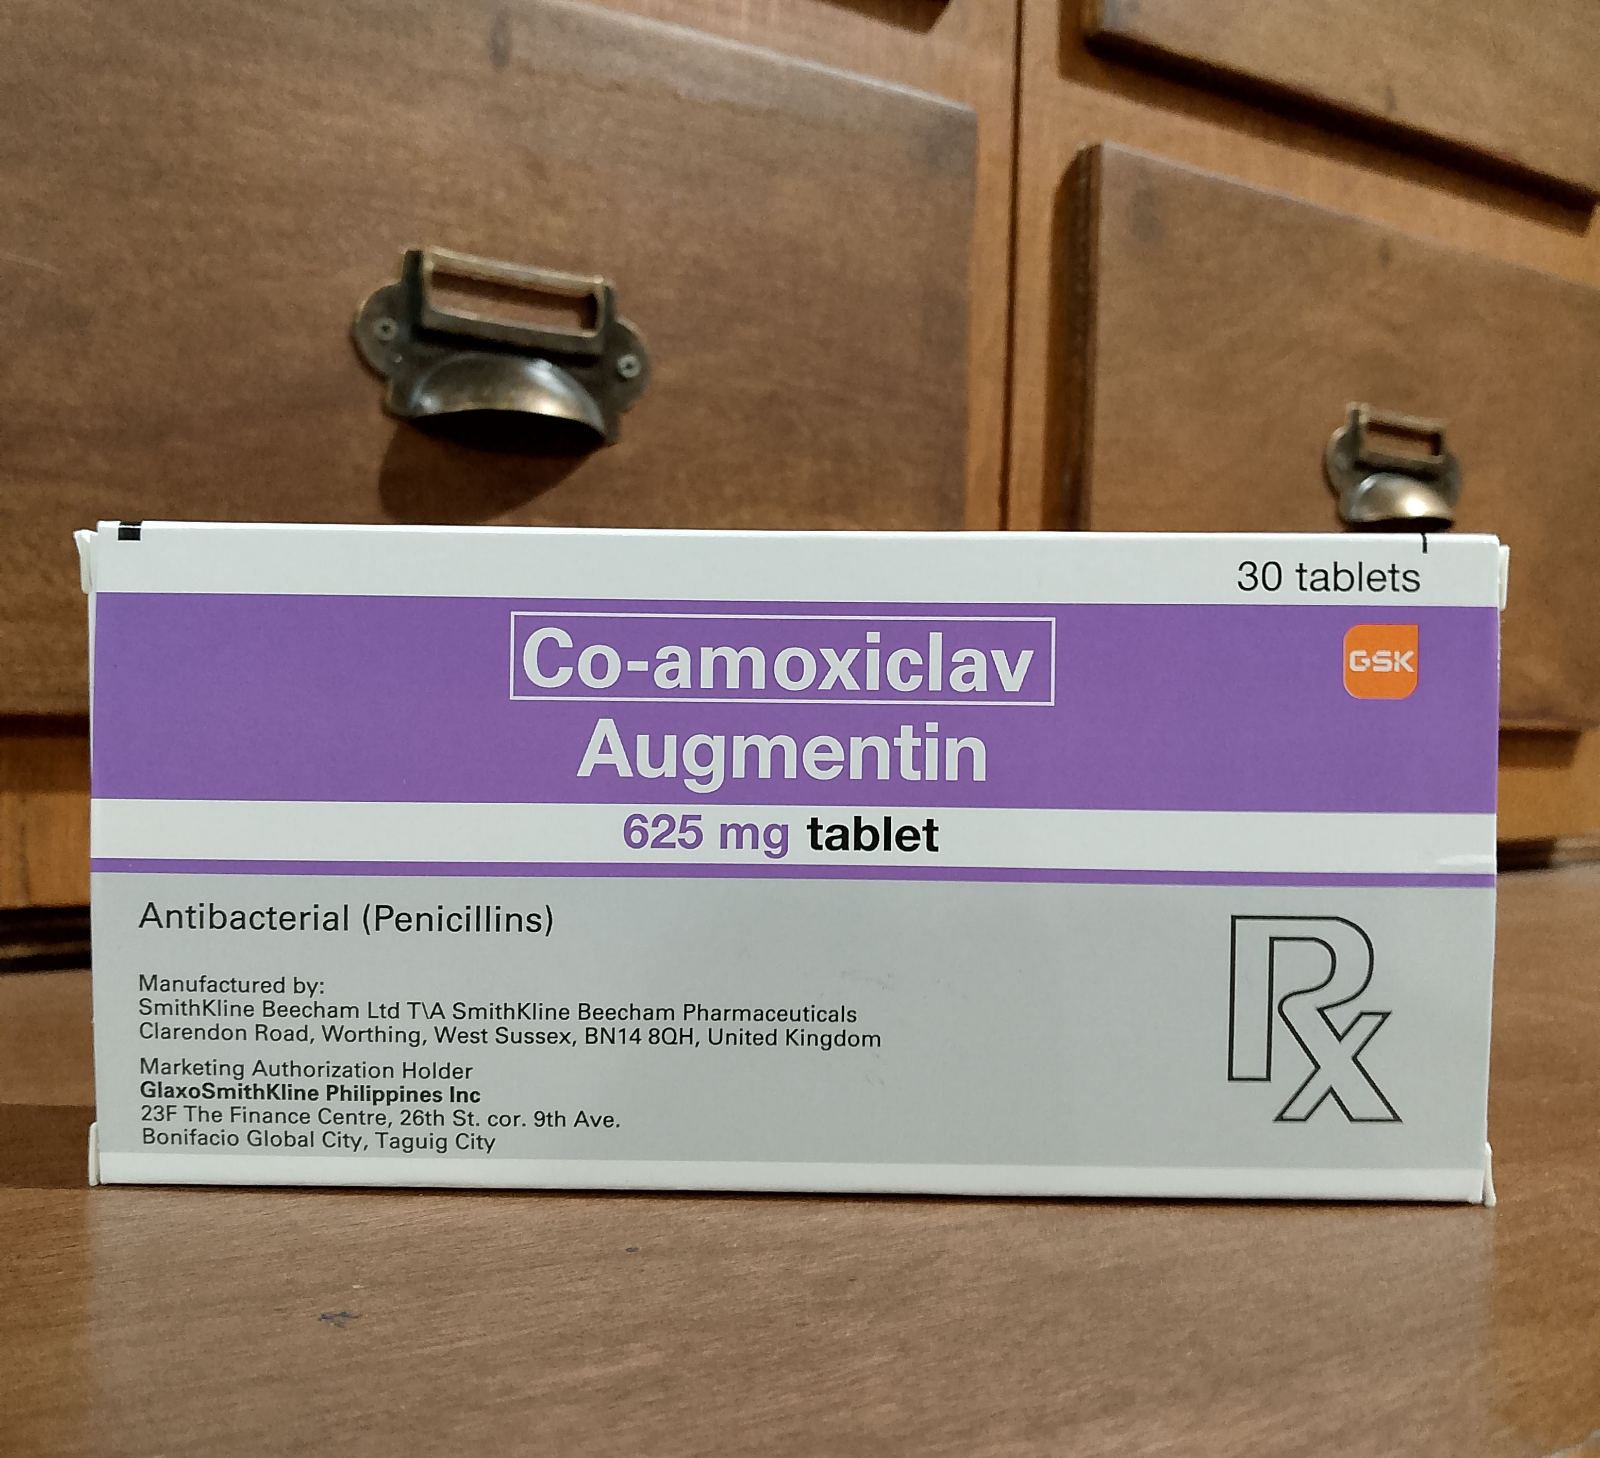 30 tablets
Co-amoxiclav
GSK
Augmentin
625 mg tablet
Antibacterial (Penicillins)
Rx
Manufactured by:
SmithKline Beecham Ltd T\A SmithKline Beecham Pharmaceuticals
Clarendon Road, Worthing, West Sussex, BN14 8QH, United Kingdom
Marketing Authorization Holder
GlaxoSmithKline Philippines Inc
23F The Finance Centre, 26th St. cor. 9th Ave.
Bonifacio Global City, Taguig City